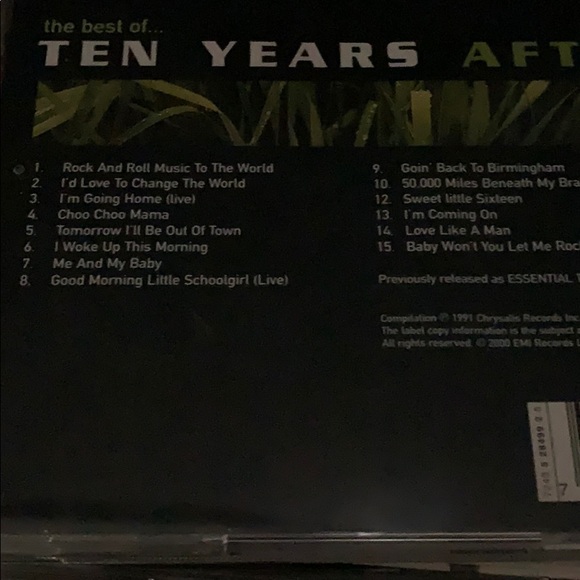 the best of...
TEN YEARS AFT
1. Rock And Roll Music To The World
2. I'd Love To Change The World
3. I'm Going Home (live)
4. Choo Choo Mama
5. Tomorrow I'll Be Out Of Town
6. I Woke Up This Morning
7. Me And My Baby
8. Good Morning Little Schoolgirl (Live)
9. Goin' Back To Birmingham
10. 50,000 Miles Beneath My Bra
12. Sweet little Sixteen
13. I'm Coming On
14. Love Like A Man
15. Baby Won't You Let Me Roc
Previously released as ESSENTIAL
Compilation ℗ 1991 Chrysalis Records Inc
The label copy information is the subject
All rights reserved. © 2000 EMI Records
7